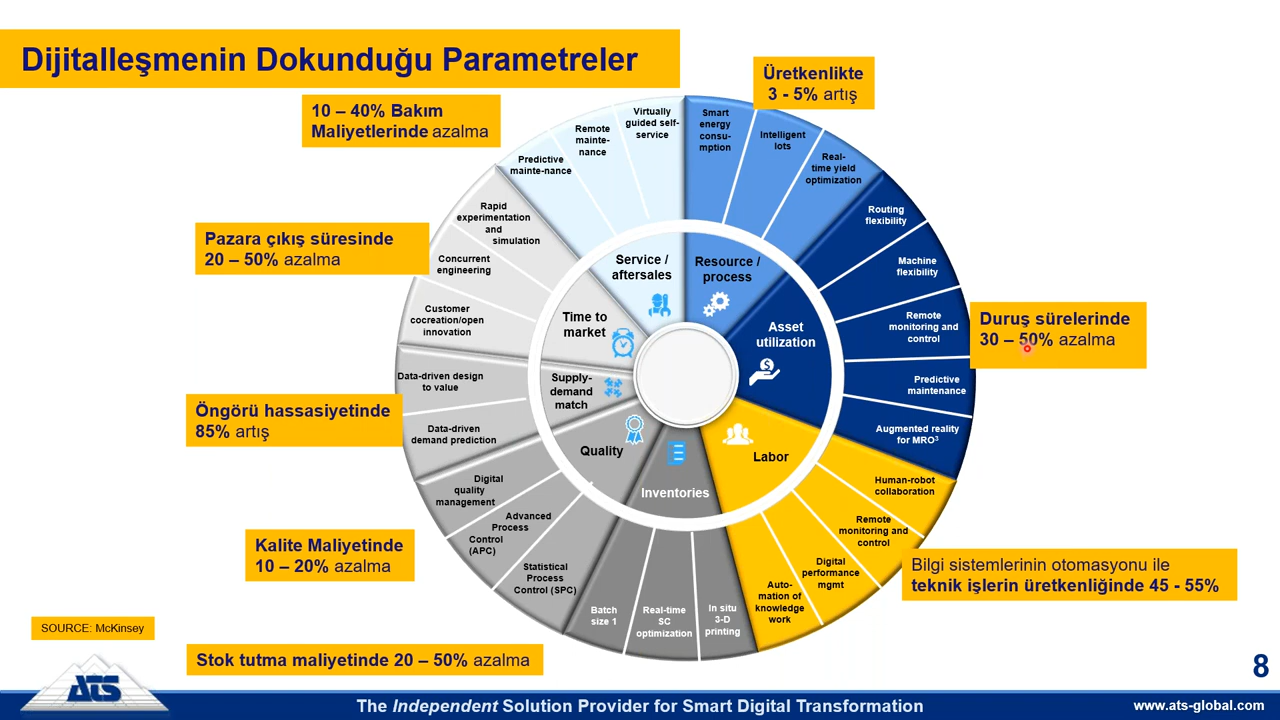 Dijitalleşmenin Dokunduğu Parametreler
Üretkenlikte
3 - 5% artış
10 – 40% Bakım
Maliyetlerinde azalma
Pazara çıkış süresinde
20 – 50% azalma
Öngörü hassasiyetinde
85% artış
Kalite Maliyetinde
10 – 20% azalma
Stok tutma maliyetinde 20 – 50% azalma
Duruş sürelerinde
30 – 50% azalma
Bilgi sistemlerinin otomasyonu ile
teknik işlerin üretkenliğinde 45 - 55%
Service /
aftersales
Predictive
mainte-nance
Remote
mainte-
nance
Virtually
guided self-
service
Resource /
process
Smart
energy
consu-
mption
Intelligent
lots
Real-
time yield
optimization
Asset
utilization
Routing
flexibility
Machine
flexibility
Remote
monitoring and
control
Predictive
maintenance
Augmented reality
for MRO³
Labor
Human-robot
collaboration
Remote
monitoring and
control
Digital
performance
mgmt
Auto-
mation of
knowledge
work
Inventories
In situ
3-D
printing
Real-time
SC
optimization
Batch
size 1
Quality
Statistical
Process
Control (SPC)
Advanced
Process
Control
(APC)
Digital
quality
management
Supply-
demand
match
Data-driven
demand prediction
Data-driven design
to value
Time to
market
Customer
cocreation/open
innovation
Concurrent
engineering
Rapid
experimentation
and
simulation
SOURCE: McKinsey
8
ATS
The Independent Solution Provider for Smart Digital Transformation
www.ats-global.com